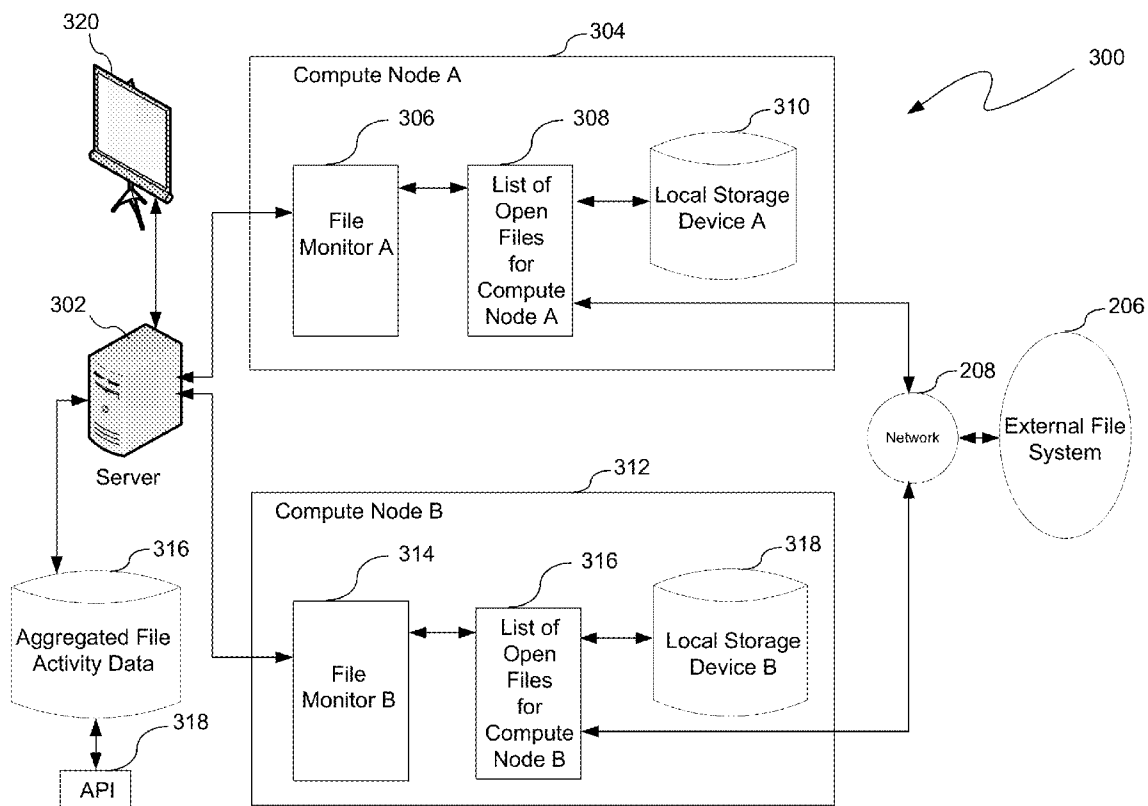 320
304
300
Compute Node A
306
308
310
File
Monitor A
List of
Open
Files
for
Compute
Node A
Local Storage
Device A
302
Server
206
208
Network
External File
System
312
Compute Node B
314
316
318
File
Monitor B
List of
Open
Files
for
Compute
Node B
Local Storage
Device B
316
Aggregated File
Activity Data
318
API